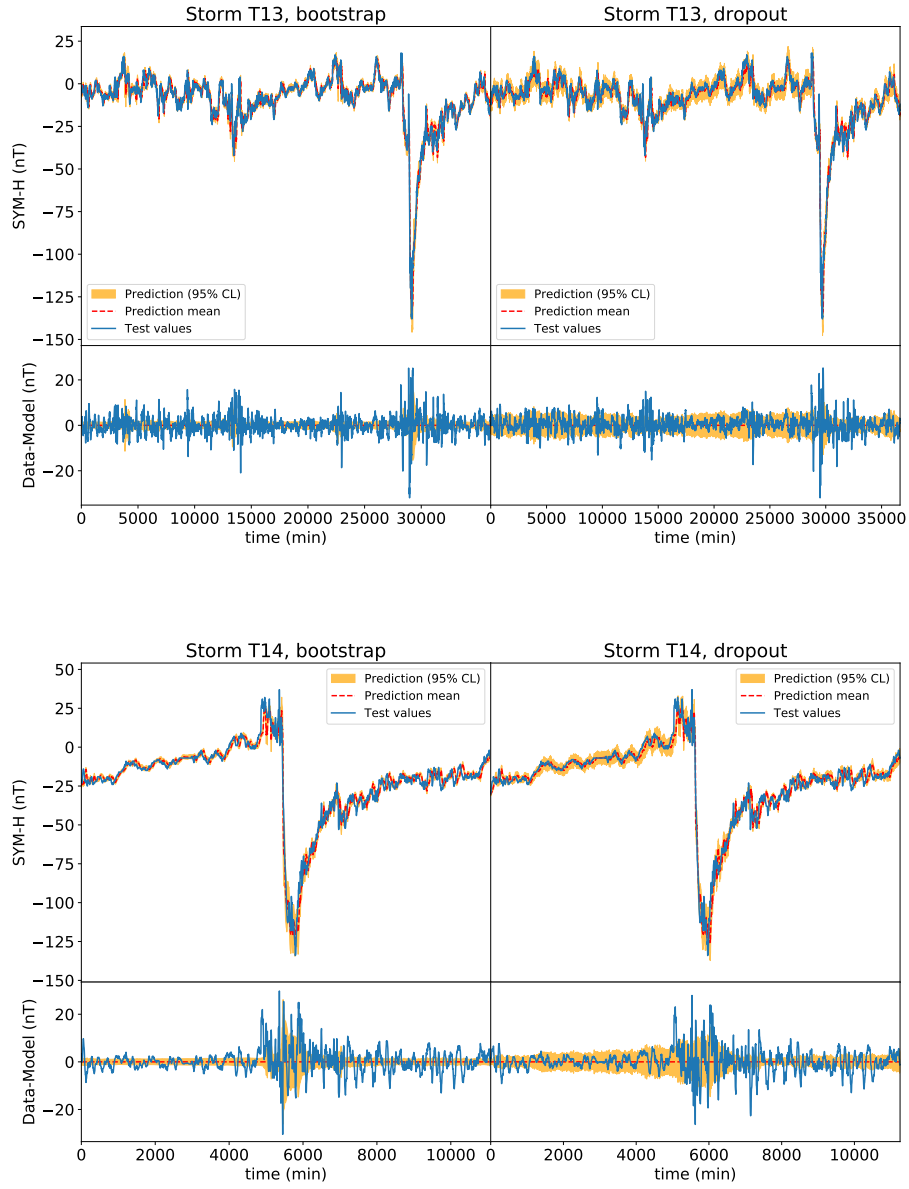 Storm T13, bootstrap
Storm T13, dropout
25
0
−25
−50
−75
−100
−125
−150
SYM-H (nT)
Prediction (95% CL)
Prediction mean
Test values
Prediction (95% CL)
Prediction mean
Test values
20
0
−20
Data-Model (nT)
0 5000 10000 15000 20000 25000 30000
0 5000 10000 15000 20000 25000 30000 35000
time (min)
time (min)
Storm T14, bootstrap
Storm T14, dropout
50
25
0
−25
−50
−75
−100
−125
−150
SYM-H (nT)
Prediction (95% CL)
Prediction mean
Test values
Prediction (95% CL)
Prediction mean
Test values
20
0
−20
Data-Model (nT)
0 2000 4000 6000 8000 10000
0 2000 4000 6000 8000 10000
time (min)
time (min)